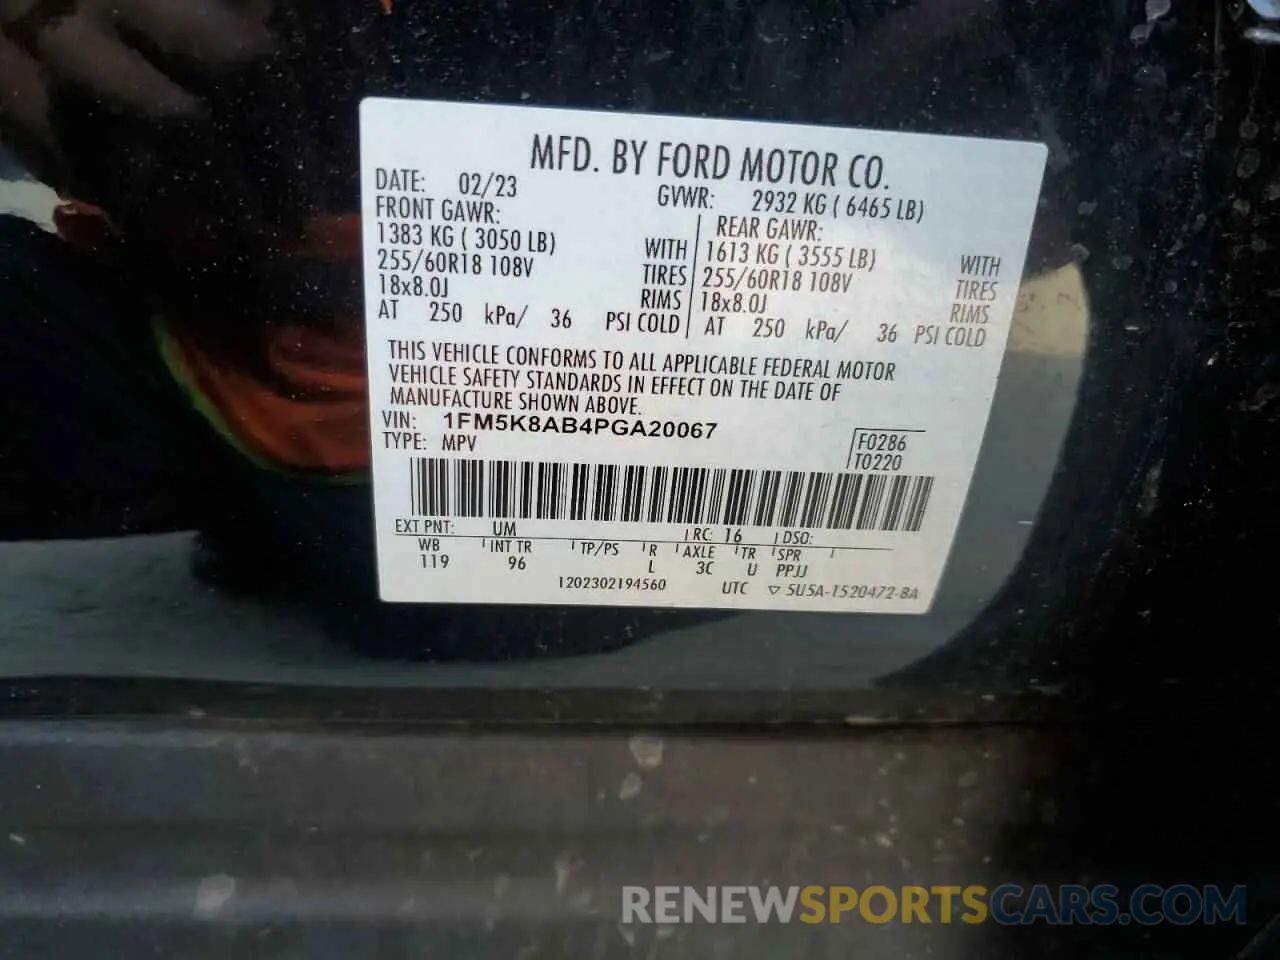 MFD. BY FORD MOTOR CO.
DATE: 02/23 GVWR: 2932 KG ( 6465 LB)
FRONT GAWR: REAR GAWR:
1383 KG ( 3050 LB) WITH 1613 KG ( 3555 LB) WITH
255/60R18 108V TIRES 255/60R18 108V TIRES
18x8.0J RIMS 18x8.0J RIMS
AT 250 kPa/ 36 PSI COLD AT 250 kPa/ 36 PSI COLD
THIS VEHICLE CONFORMS TO ALL APPLICABLE FEDERAL MOTOR
VEHICLE SAFETY STANDARDS IN EFFECT ON THE DATE OF
MANUFACTURE SHOWN ABOVE.
VIN: 1FM5K8AB4PGA20067
TYPE: MPV
F0286
T0220
EXT PNT: UM RC: 16 DSO:
WB INT TR TP/PS R AXLE TR SPR
119 96 L 3C U PPJJ
1202302194560 UTC ▽ 5U5A-1520472-BA
RENEWSPORTSCARS.COM